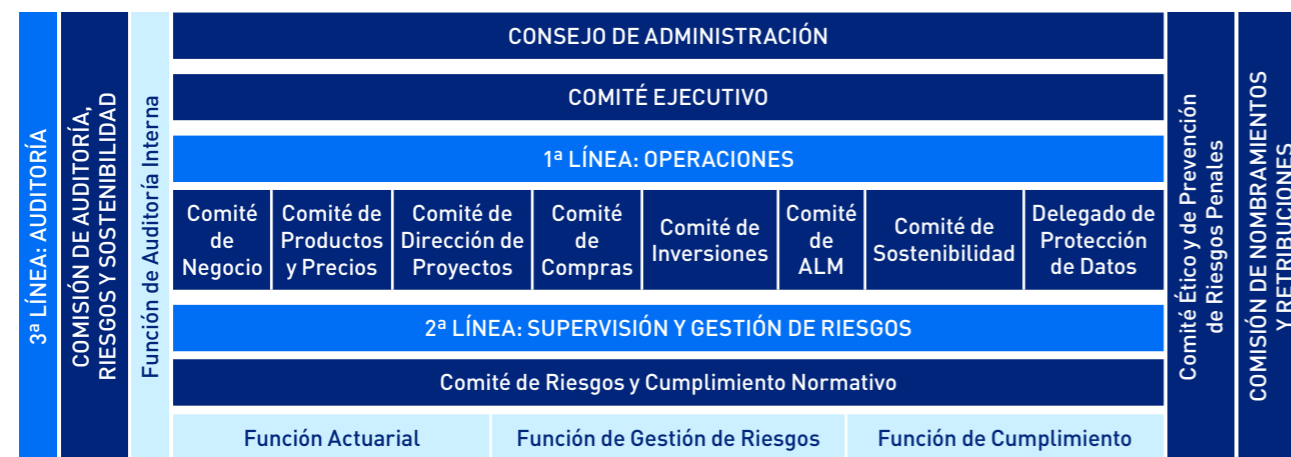 3ª LÍNEA: AUDITORÍA
COMISIÓN DE AUDITORÍA,
RIESGOS Y SOSTENIBILIDAD
Función de Auditoría Interna
CONSEJO DE ADMINISTRACIÓN
COMITÉ EJECUTIVO
1ª LÍNEA: OPERACIONES
Comité
de
Negocio
Comité de
Productos
y Precios
Comité de
Dirección de
Proyectos
Comité
de
Compras
Comité de
Inversiones
Comité
de
ALM
Comité de
Sostenibilidad
Delegado de
Protección
de Datos
2ª LÍNEA: SUPERVISIÓN Y GESTIÓN DE RIESGOS
Comité de Riesgos y Cumplimiento Normativo
Función Actuarial
Función de Gestión de Riesgos
Función de Cumplimiento
Comité Ético y de Prevención
de Riesgos Penales
COMISIÓN DE NOMBRAMIENTOS
Y RETRIBUCIONES